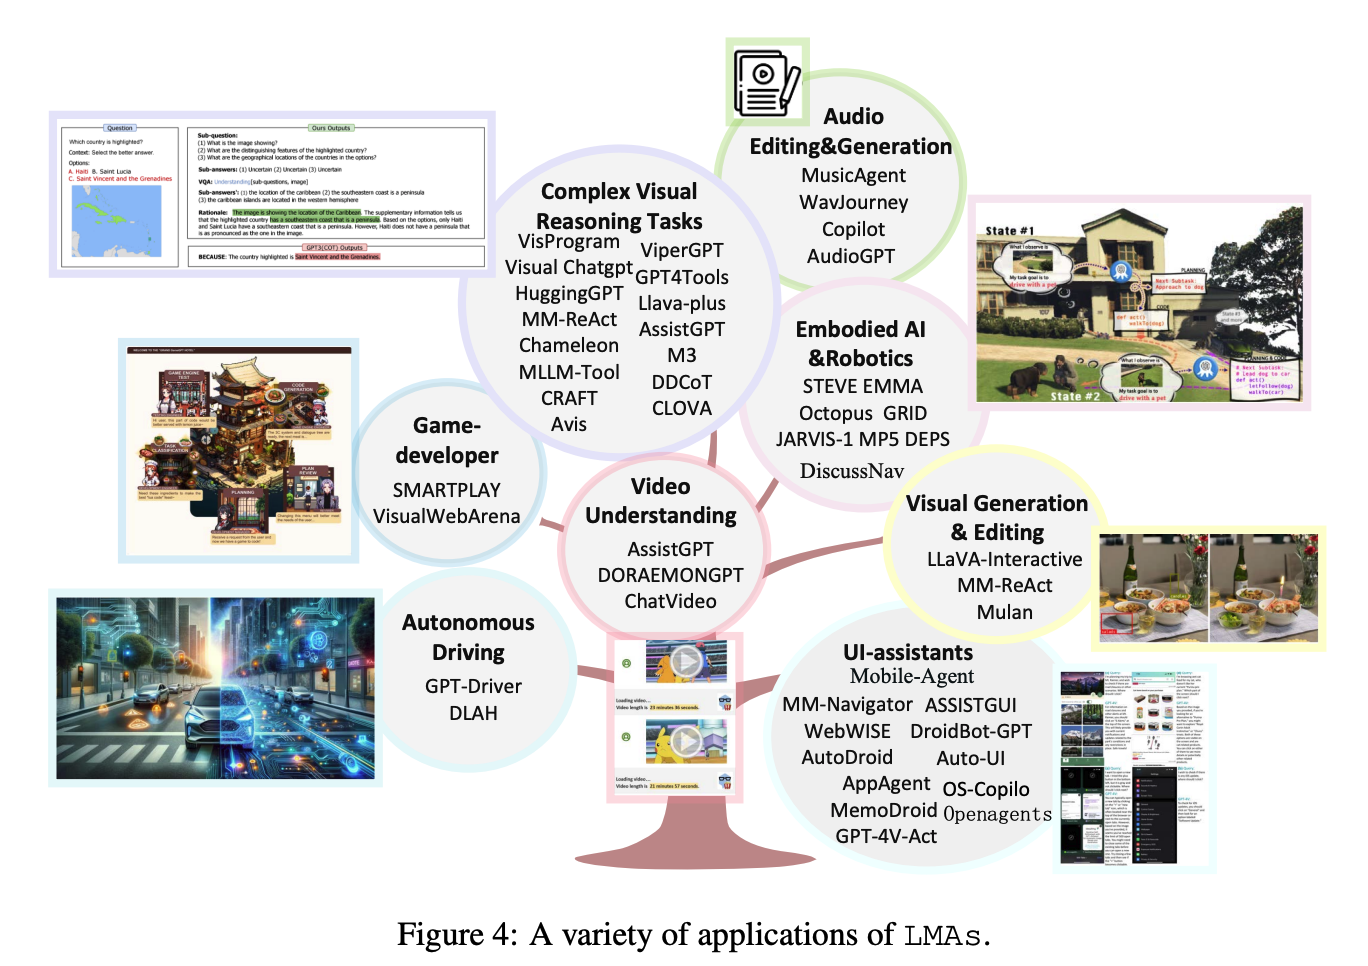 Question
Which country is highlighted?
Context: Select the better answer.
Options:
A. Haiti B. Saint Lucia
C. Saint Vincent and the Grenadines
Ours Outputs
Sub-question:
(1) What is the image showing?
(2) What are the distinguishing features of the highlighted country?
(3) What are the geographical locations of the countries in the options?
Sub-answers: (1) Uncertain (2) Uncertain (3) Uncertain
VQA: Understanding[sub-questions, image]
Sub-answers': (1) the location of the caribbean (2) the southeastern coast is a peninsula
(3) the caribbean islands are located in the western hemisphere
Rationale: The image is showing the location of the Caribbean. The supplementary information tells us
that the highlighted country has a southeastern coast that is a peninsula. Based on the options, only Haiti
and Saint Lucia have a southeastern coast that is a peninsula. However, Haiti does not have a peninsula that
is as pronounced as the one in the image.
GPT3(COT) Outputs
BECAUSE: The country highlighted is Saint Vincent and the Grenadines.
Complex Visual
Reasoning Tasks
VisProgram
Visual Chatgpt
HuggingGPT
MM-ReAct
Chameleon
MLLM-Tool
CRAFT
Avis
ViperGPT
GPT4Tools
Llava-plus
AssistGPT
M3
DDCoT
CLOVA
Audio
Editing&Generation
MusicAgent
WavJourney
Copilot
AudioGPT
Embodied AI
&Robotics
STEVE EMMA
Octopus GRID
JARVIS-1 MP5 DEPS
DiscussNav
State #1
What I observe is
My task goal is to
drive with a pet
PLANNING
Next Subtask:
Approach to dog
CODE
def act()
walkTo(dog)
State #3
and more
State #2
What I observe is
My task goal is to
drive with a pet
PLANNING & CODE
# Next Subtask:
# Lead dog to car
def act()
letFollow(dog)
walkTo(car)
GAME ENGINE
TEST
CODE
GENERATION
TASK
CLASSIFICATION
PLAN
REVIEW
PLANNING
Game-
developer
SMARTPLAY
VisualWebArena
Video
Understanding
AssistGPT
DORAEMONGPT
ChatVideo
Loading video...
Video length is 23 minutes 36 seconds.
Loading video...
Video length is 21 minutes 57 seconds.
Visual Generation
& Editing
LLaVA-Interactive
MM-ReAct
Mulan
Autonomous
Driving
GPT-Driver
DLAH
UI-assistants
Mobile-Agent
MM-Navigator ASSISTGUI
WebWISE DroidBot-GPT
AutoDroid Auto-UI
AppAgent OS-Copilo
MemoDroid Openagents
GPT-4V-Act
Figure 4: A variety of applications of LMAs.